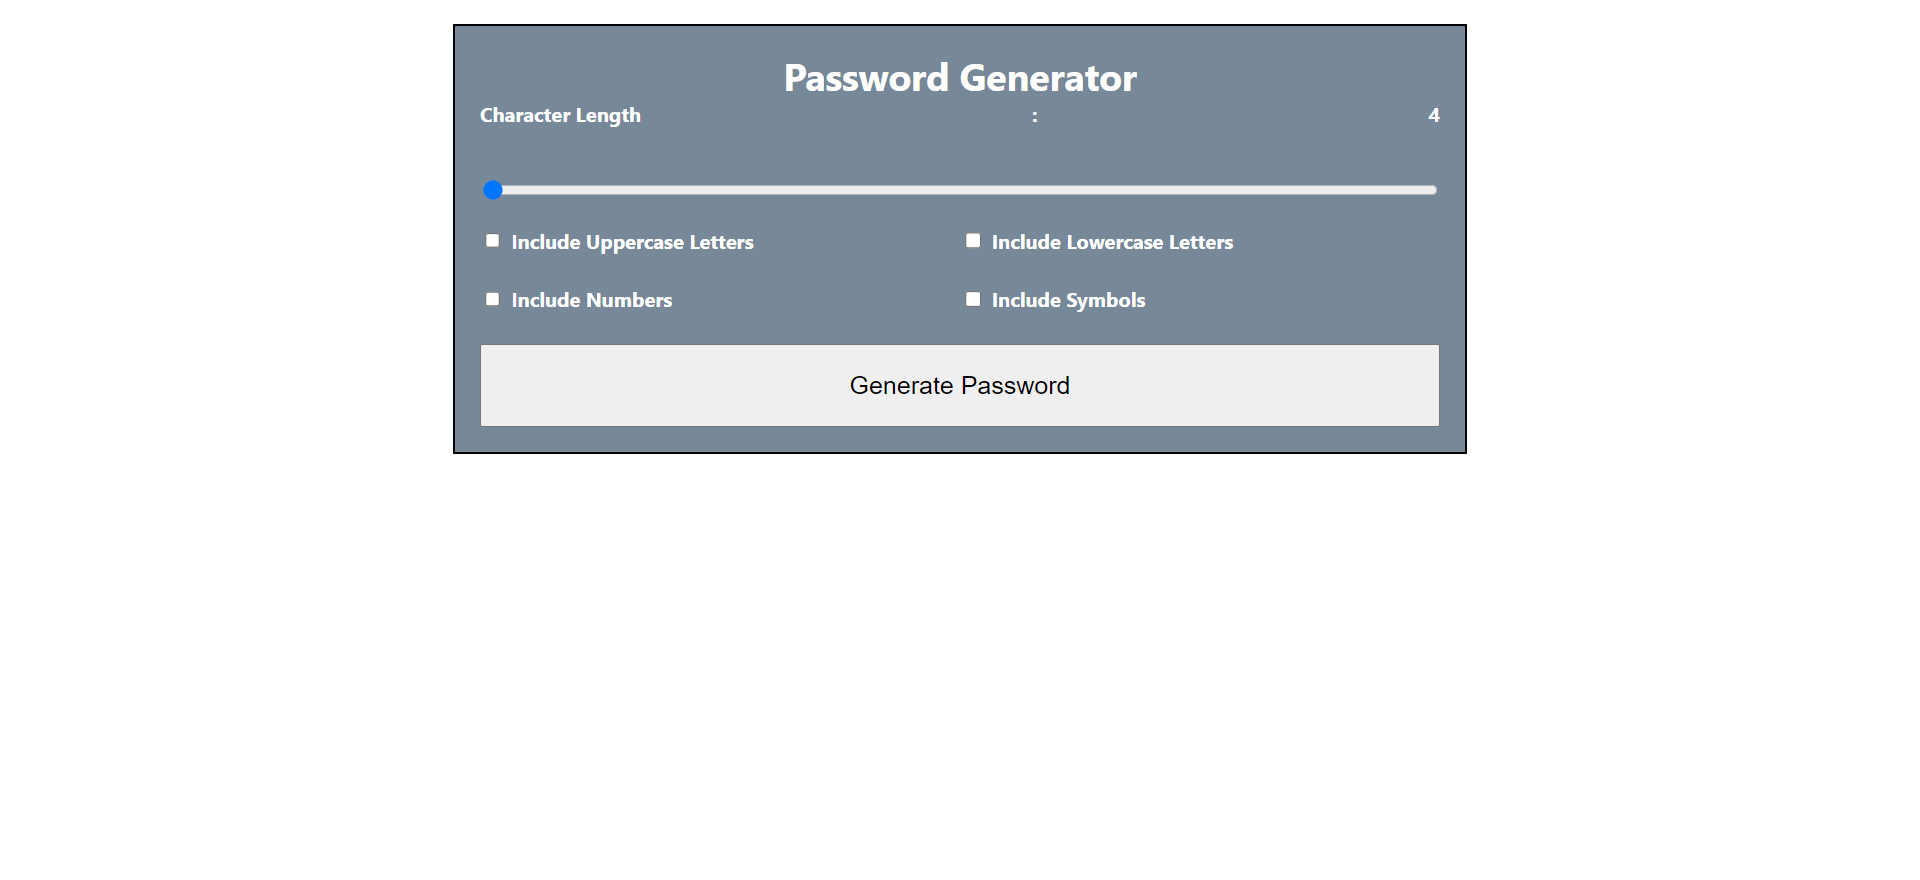 Password Generator
Character Length : 4
Include Uppercase Letters Include Lowercase Letters
Include Numbers Include Symbols
Generate Password